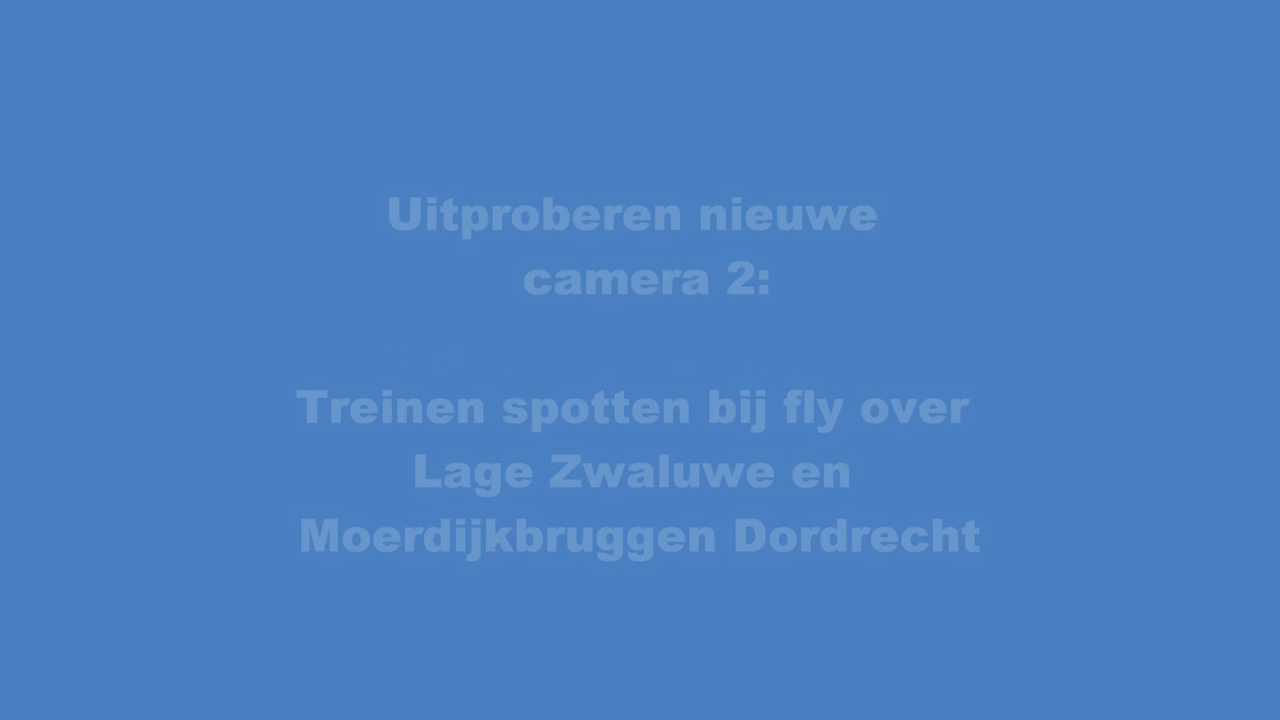 Uitproberen nieuwe
camera 2:
Treinen spotten bij fly over
Lage Zwaluwe en
Moerdijkbruggen Dordrecht